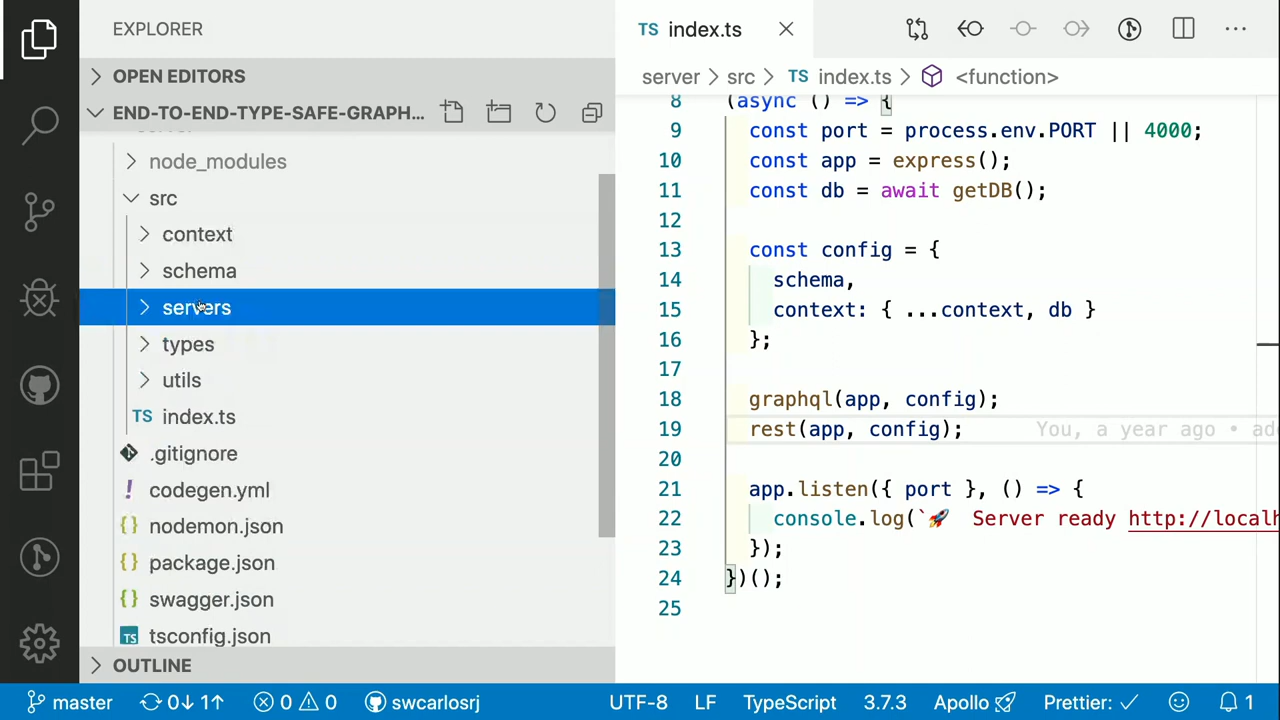 EXPLORER
OPEN EDITORS
END-TO-END-TYPE-SAFE-GRAPH...
node_modules
src
context
schema
servers
types
utils
TS index.ts
.gitignore
! codegen.yml
{} nodemon.json
{} package.json
{} swagger.json
TS tsconfig.json
OUTLINE
TS index.ts
server > src > TS index.ts > <function>
8 (async () => {
9 const port = process.env.PORT || 4000;
10 const app = express();
11 const db = await getDB();
12
13 const config = {
14 schema,
15 context: { ...context, db }
16 };
17
18 graphql(app, config);
19 rest(app, config); You, a year ago • ad
20
21 app.listen({ port }, () => {
22 console.log(`🚀 Server ready http://localh
23 });
24 })();
25
master 0↓ 1↑ 0 0 swcarlosrj UTF-8 LF TypeScript 3.7.3 Apollo 🚀 Prettier: ✓ 1